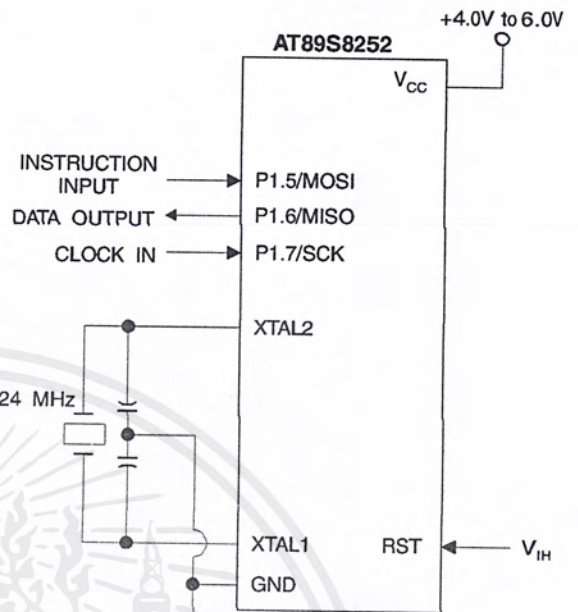 +4.0V to 6.0V
AT89S8252
VCC
INSTRUCTION
INPUT
P1.5/MOSI
DATA OUTPUT
P1.6/MISO
CLOCK IN
P1.7/SCK
XTAL2
24 MHz
XTAL1
RST
VIH
GND